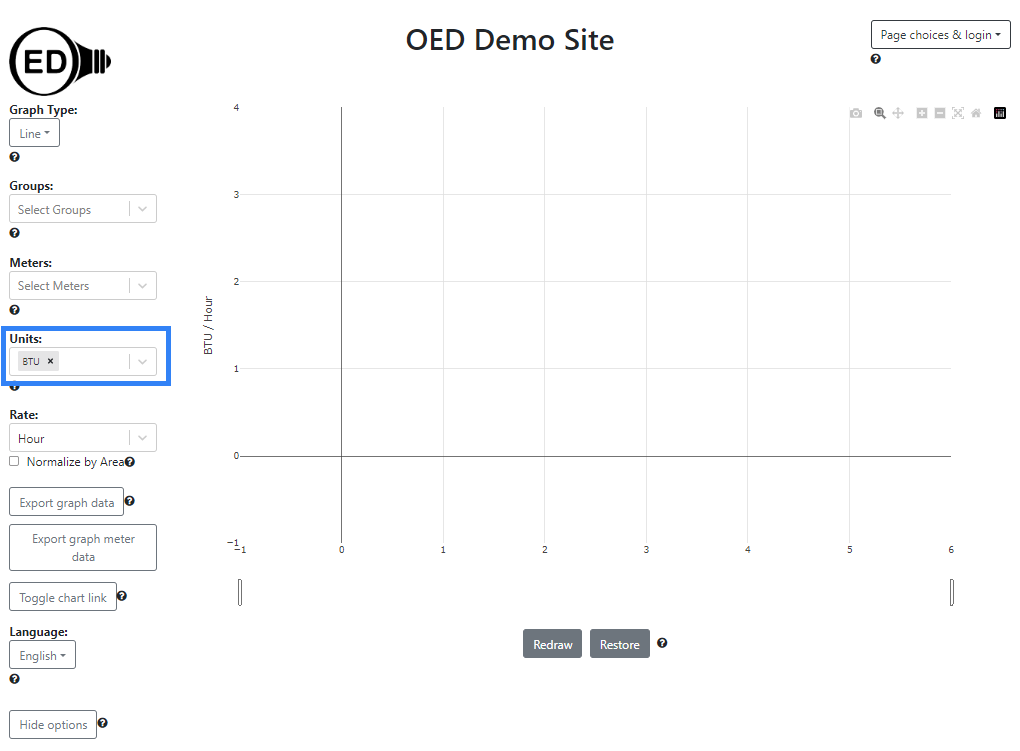 ED
OED Demo Site
Page choices & login
Graph Type:
Line
Groups:
Select Groups
Meters:
Select Meters
Units:
BTU ×
Rate:
Hour
Normalize by Area
Export graph data
Export graph meter
data
Toggle chart link
Language:
English
Hide options
4
3
2
1
0
−1
BTU / Hour
−1 0 1 2 3 4 5 6
Redraw Restore